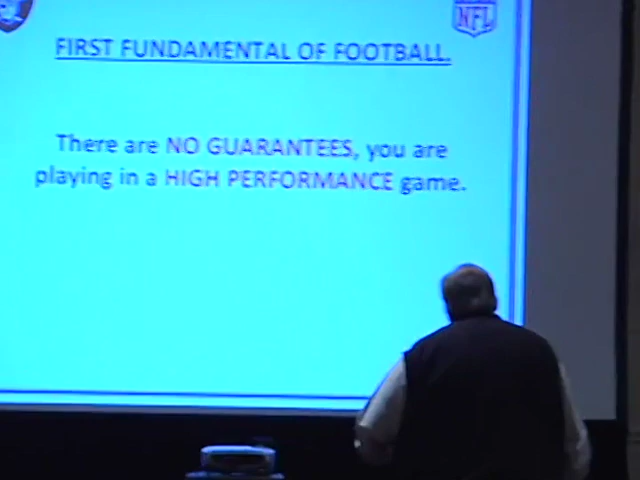 NFL
FIRST FUNDAMENTAL OF FOOTBALL.
There are NO GUARANTEES, you are
playing in a HIGH PERFORMANCE game.